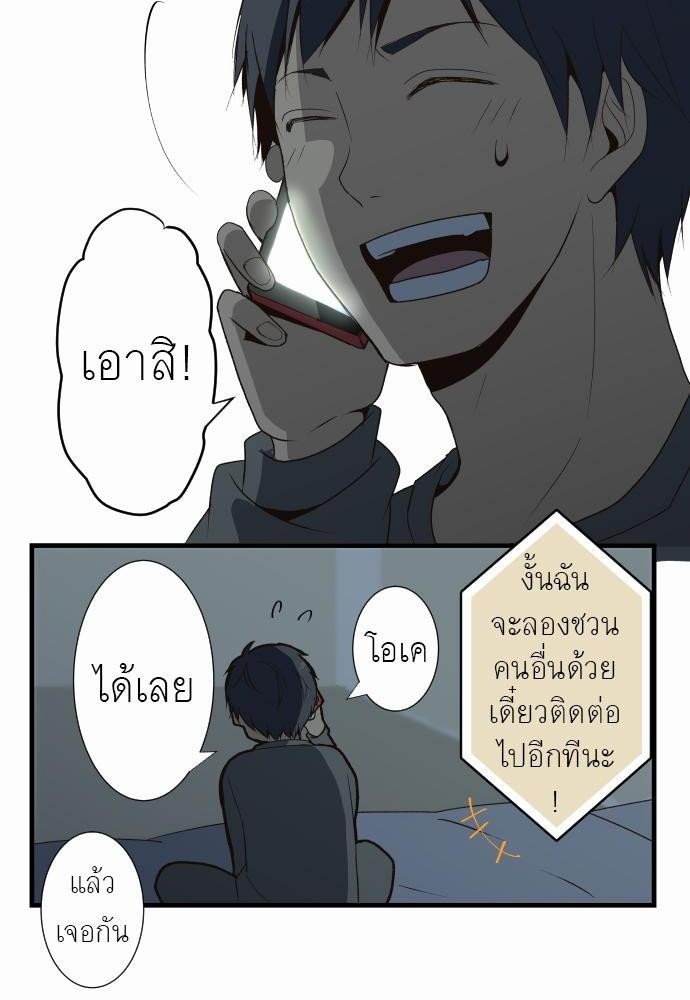 เอาสิ!
งั้นฉัน
จะลองชวน
คนอื่นด้วย
เดี๋ยวติดต่อ
ไปอีกทีนะ
!
โอเค
ได้เลย
แล้ว
เจอกัน